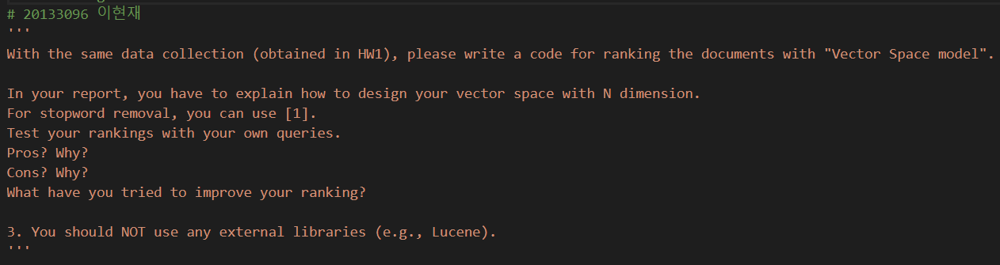 # 20133096 이현재
'''
With the same data collection (obtained in HW1), please write a code for ranking the documents with "Vector Space model".
In your report, you have to explain how to design your vector space with N dimension.
For stopword removal, you can use [1].
Test your rankings with your own queries.
Pros? Why?
Cons? Why?
What have you tried to improve your ranking?
3. You should NOT use any external libraries (e.g., Lucene).
'''